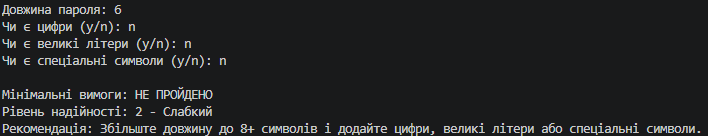 Довжина пароля: 6
Чи є цифри (y/n): n
Чи є великі літери (y/n): n
Чи є спеціальні символи (y/n): n
Мінімальні вимоги: НЕ ПРОЙДЕНО
Рівень надійності: 2 - Слабкий
Рекомендація: Збільште довжину до 8+ символів і додайте цифри, великі літери або спеціальні символи.